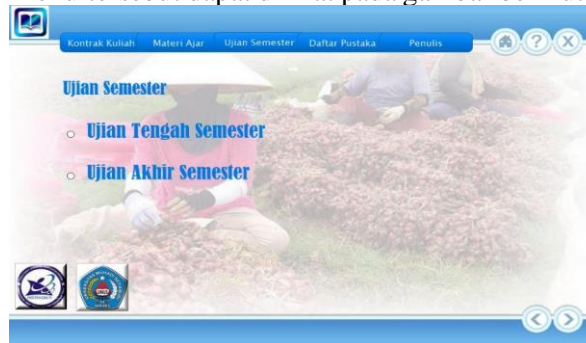 Kontrak Kuliah Materi Ajar Ujian Semester Daftar Pustaka Penulis
?
X
Ujian Semester
Ujian Tengah Semester
Ujian Akhir Semester